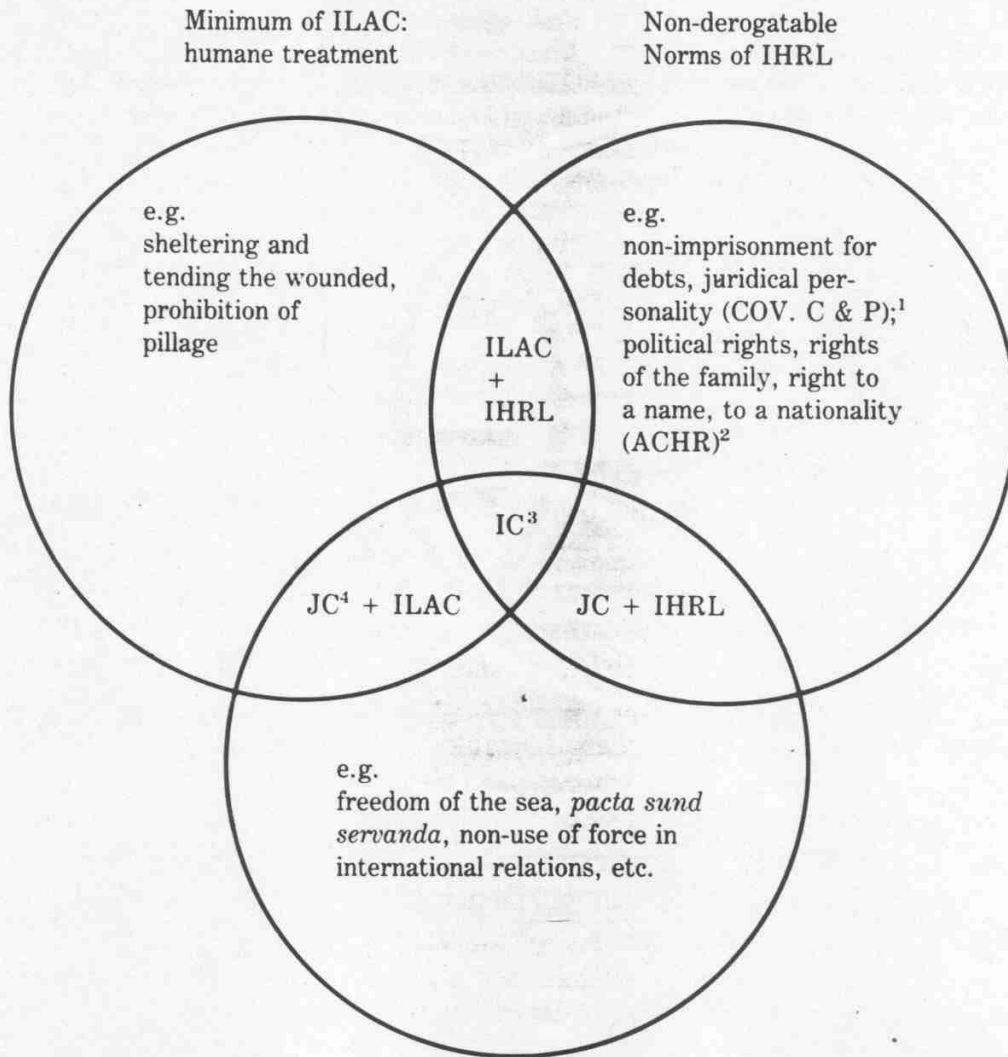 Minimum of ILAC:
humane treatment
Non-derogatable
Norms of IHRL
e.g.
sheltering and
tending the wounded,
prohibition of
pillage
e.g.
non-imprisonment for
debts, juridical per-
sonality (COV. C & P);¹
political rights, rights
of the family, right to
a name, to a nationality
(ACHR)²
ILAC
+
IHRL
IC³
JC⁴ + ILAC
JC + IHRL
e.g.
freedom of the sea, pacta sund
servanda, non-use of force in
international relations, etc.